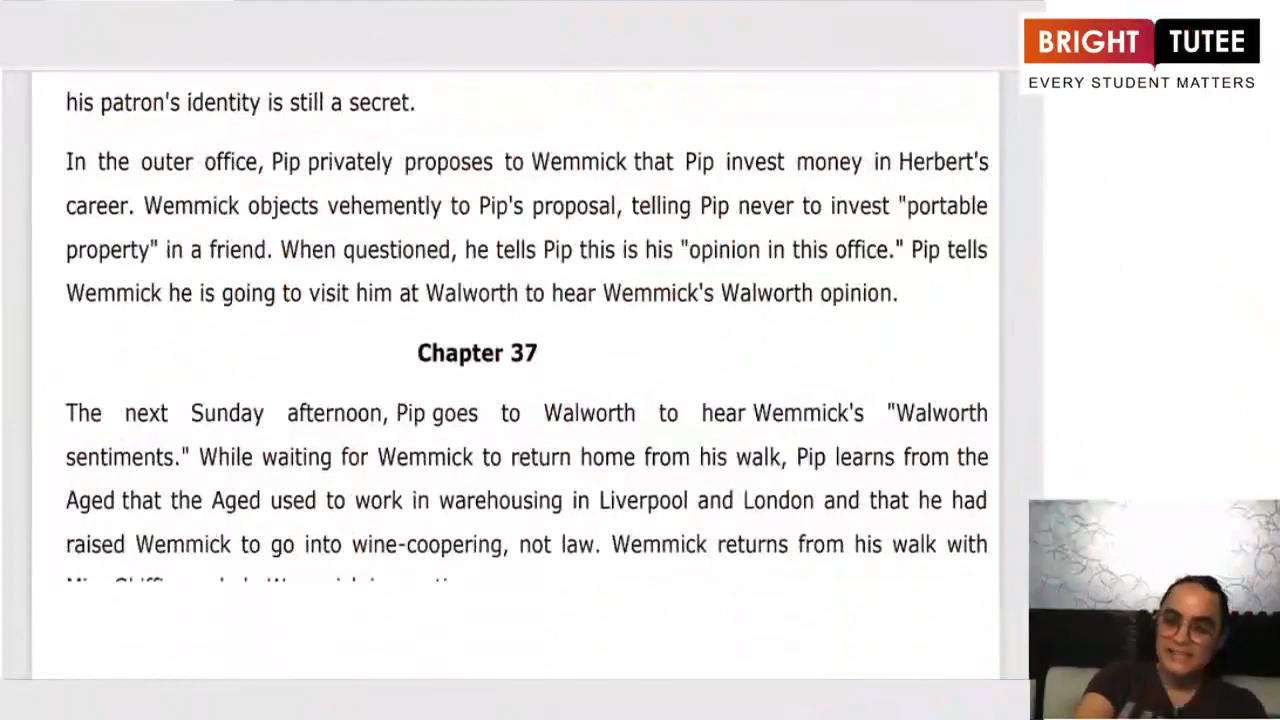 BRIGHT TUTEE
EVERY STUDENT MATTERS
his patron's identity is still a secret.
In the outer office, Pip privately proposes to Wemmick that Pip invest money in Herbert's
career. Wemmick objects vehemently to Pip's proposal, telling Pip never to invest "portable
property" in a friend. When questioned, he tells Pip this is his "opinion in this office." Pip tells
Wemmick he is going to visit him at Walworth to hear Wemmick's Walworth opinion.
Chapter 37
The next Sunday afternoon, Pip goes to Walworth to hear Wemmick's "Walworth
sentiments." While waiting for Wemmick to return home from his walk, Pip learns from the
Aged that the Aged used to work in warehousing in Liverpool and London and that he had
raised Wemmick to go into wine-coopering, not law. Wemmick returns from his walk with